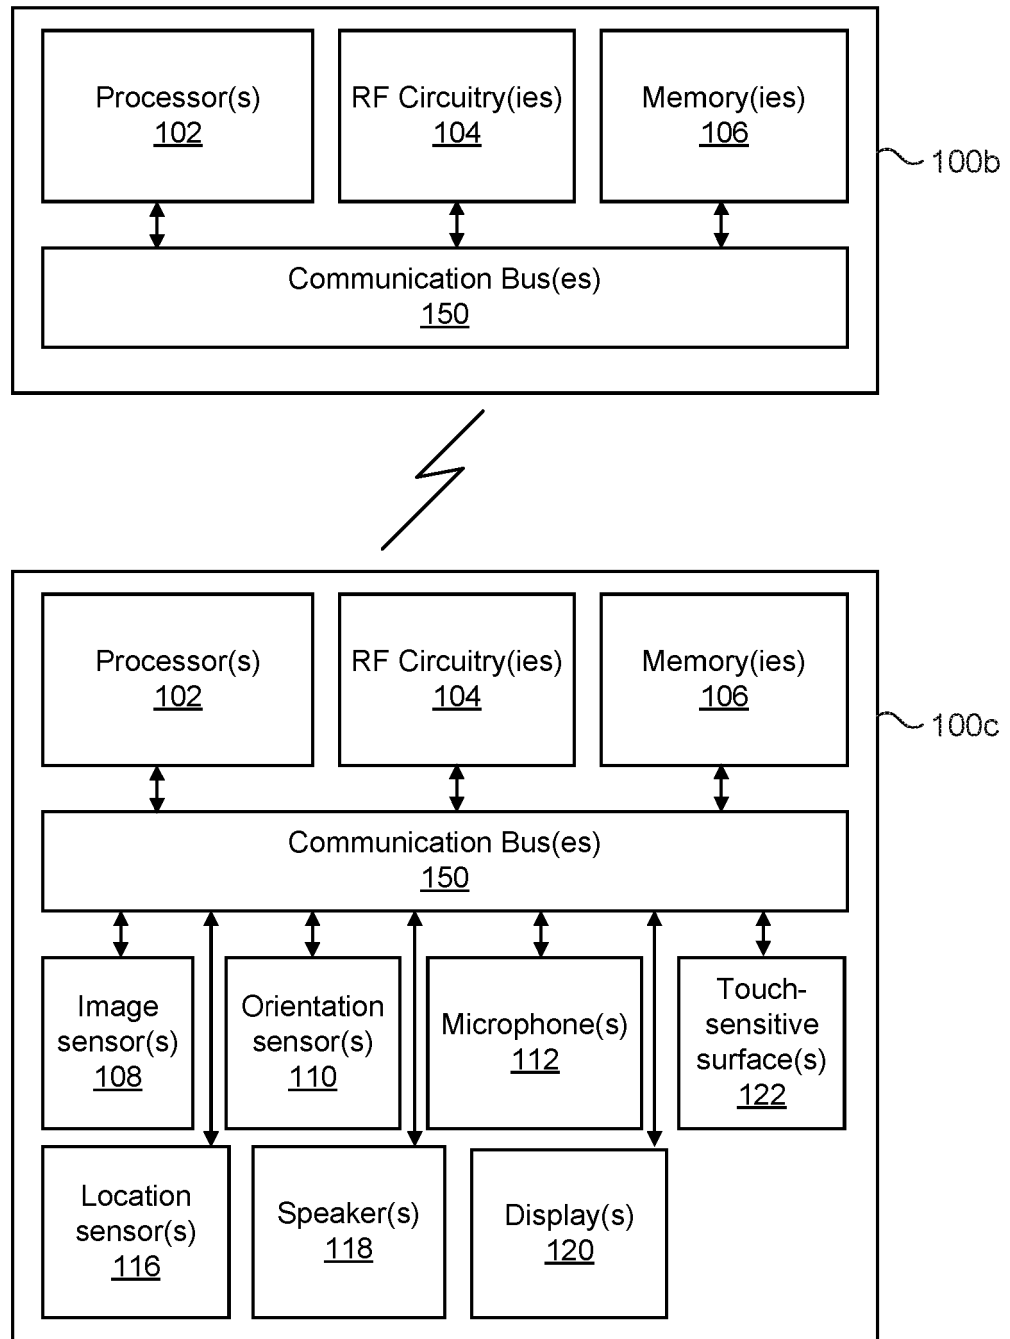 Processor(s)
102
RF Circuitry(ies)
104
Memory(ies)
106
100b
Communication Bus(es)
150
Processor(s)
102
RF Circuitry(ies)
104
Memory(ies)
106
100c
Communication Bus(es)
150
Image
sensor(s)
108
Orientation
sensor(s)
110
Microphone(s)
112
Touch-
sensitive
surface(s)
122
Location
sensor(s)
116
Speaker(s)
118
Display(s)
120